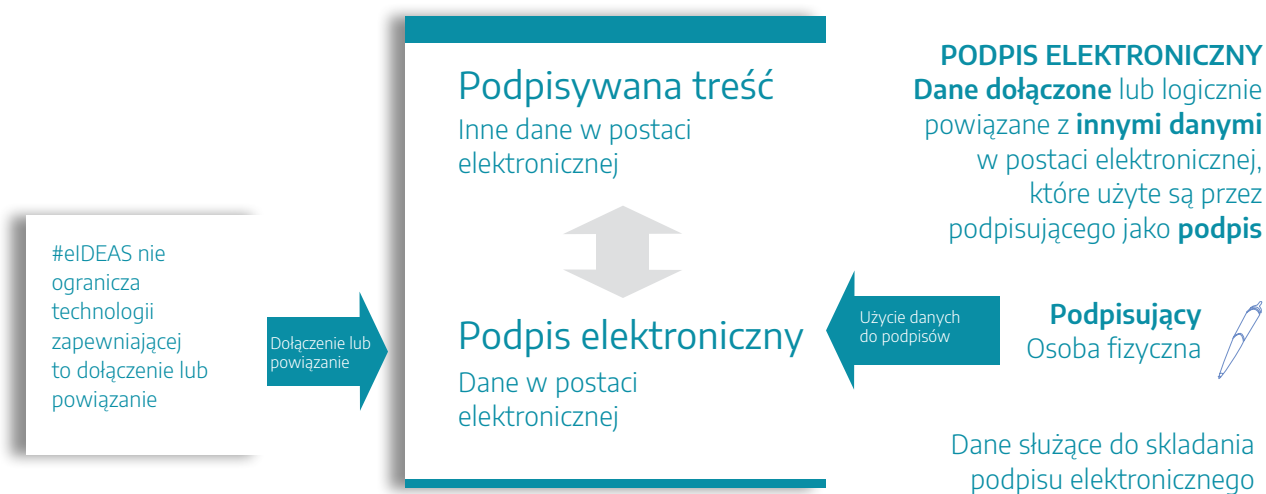 Podpisywana treść
Inne dane w postaci
elektronicznej
PODPIS ELEKTRONICZNY
Dane dołączone lub logicznie
powiązane z innymi danymi
w postaci elektronicznej,
które użyte są przez
podpisującego jako podpis
#eIDEAS nie
ogranicza
technologii
zapewniającej
to dołączenie lub
powiązanie
Dołączenie lub
powiązanie
Podpis elektroniczny
Dane w postaci
elektronicznej
Użycie danych
do podpisów
Podpisujący
Osoba fizyczna
Dane służące do skladania
podpisu elektronicznego